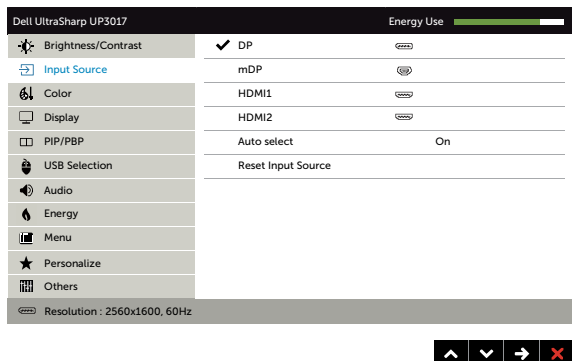 Dell UltraSharp UP3017 Energy Use
Brightness/Contrast DP
Input Source mDP
Color HDMI1
Display HDMI2
PIP/PBP Auto select On
USB Selection Reset Input Source
Audio
Energy
Menu
Personalize
Others
Resolution : 2560x1600, 60Hz